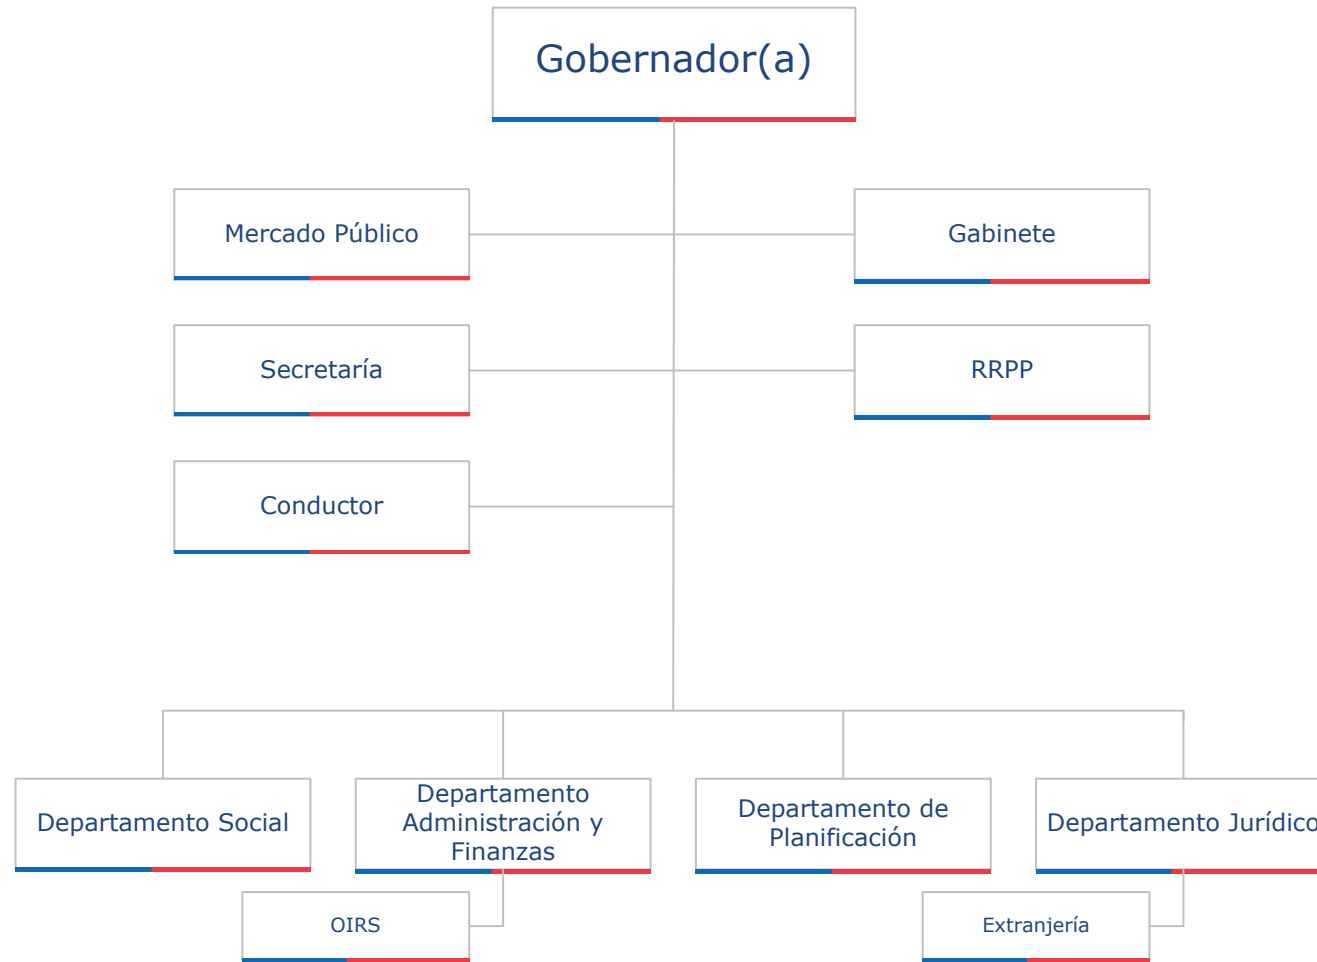 Gobernador(a)
Mercado Público
Gabinete
Secretaría
RRPP
Conductor
Departamento Social
Departamento
Administración y
Finanzas
Departamento de
Planificación
Departamento Jurídico
OIRS
Extranjería